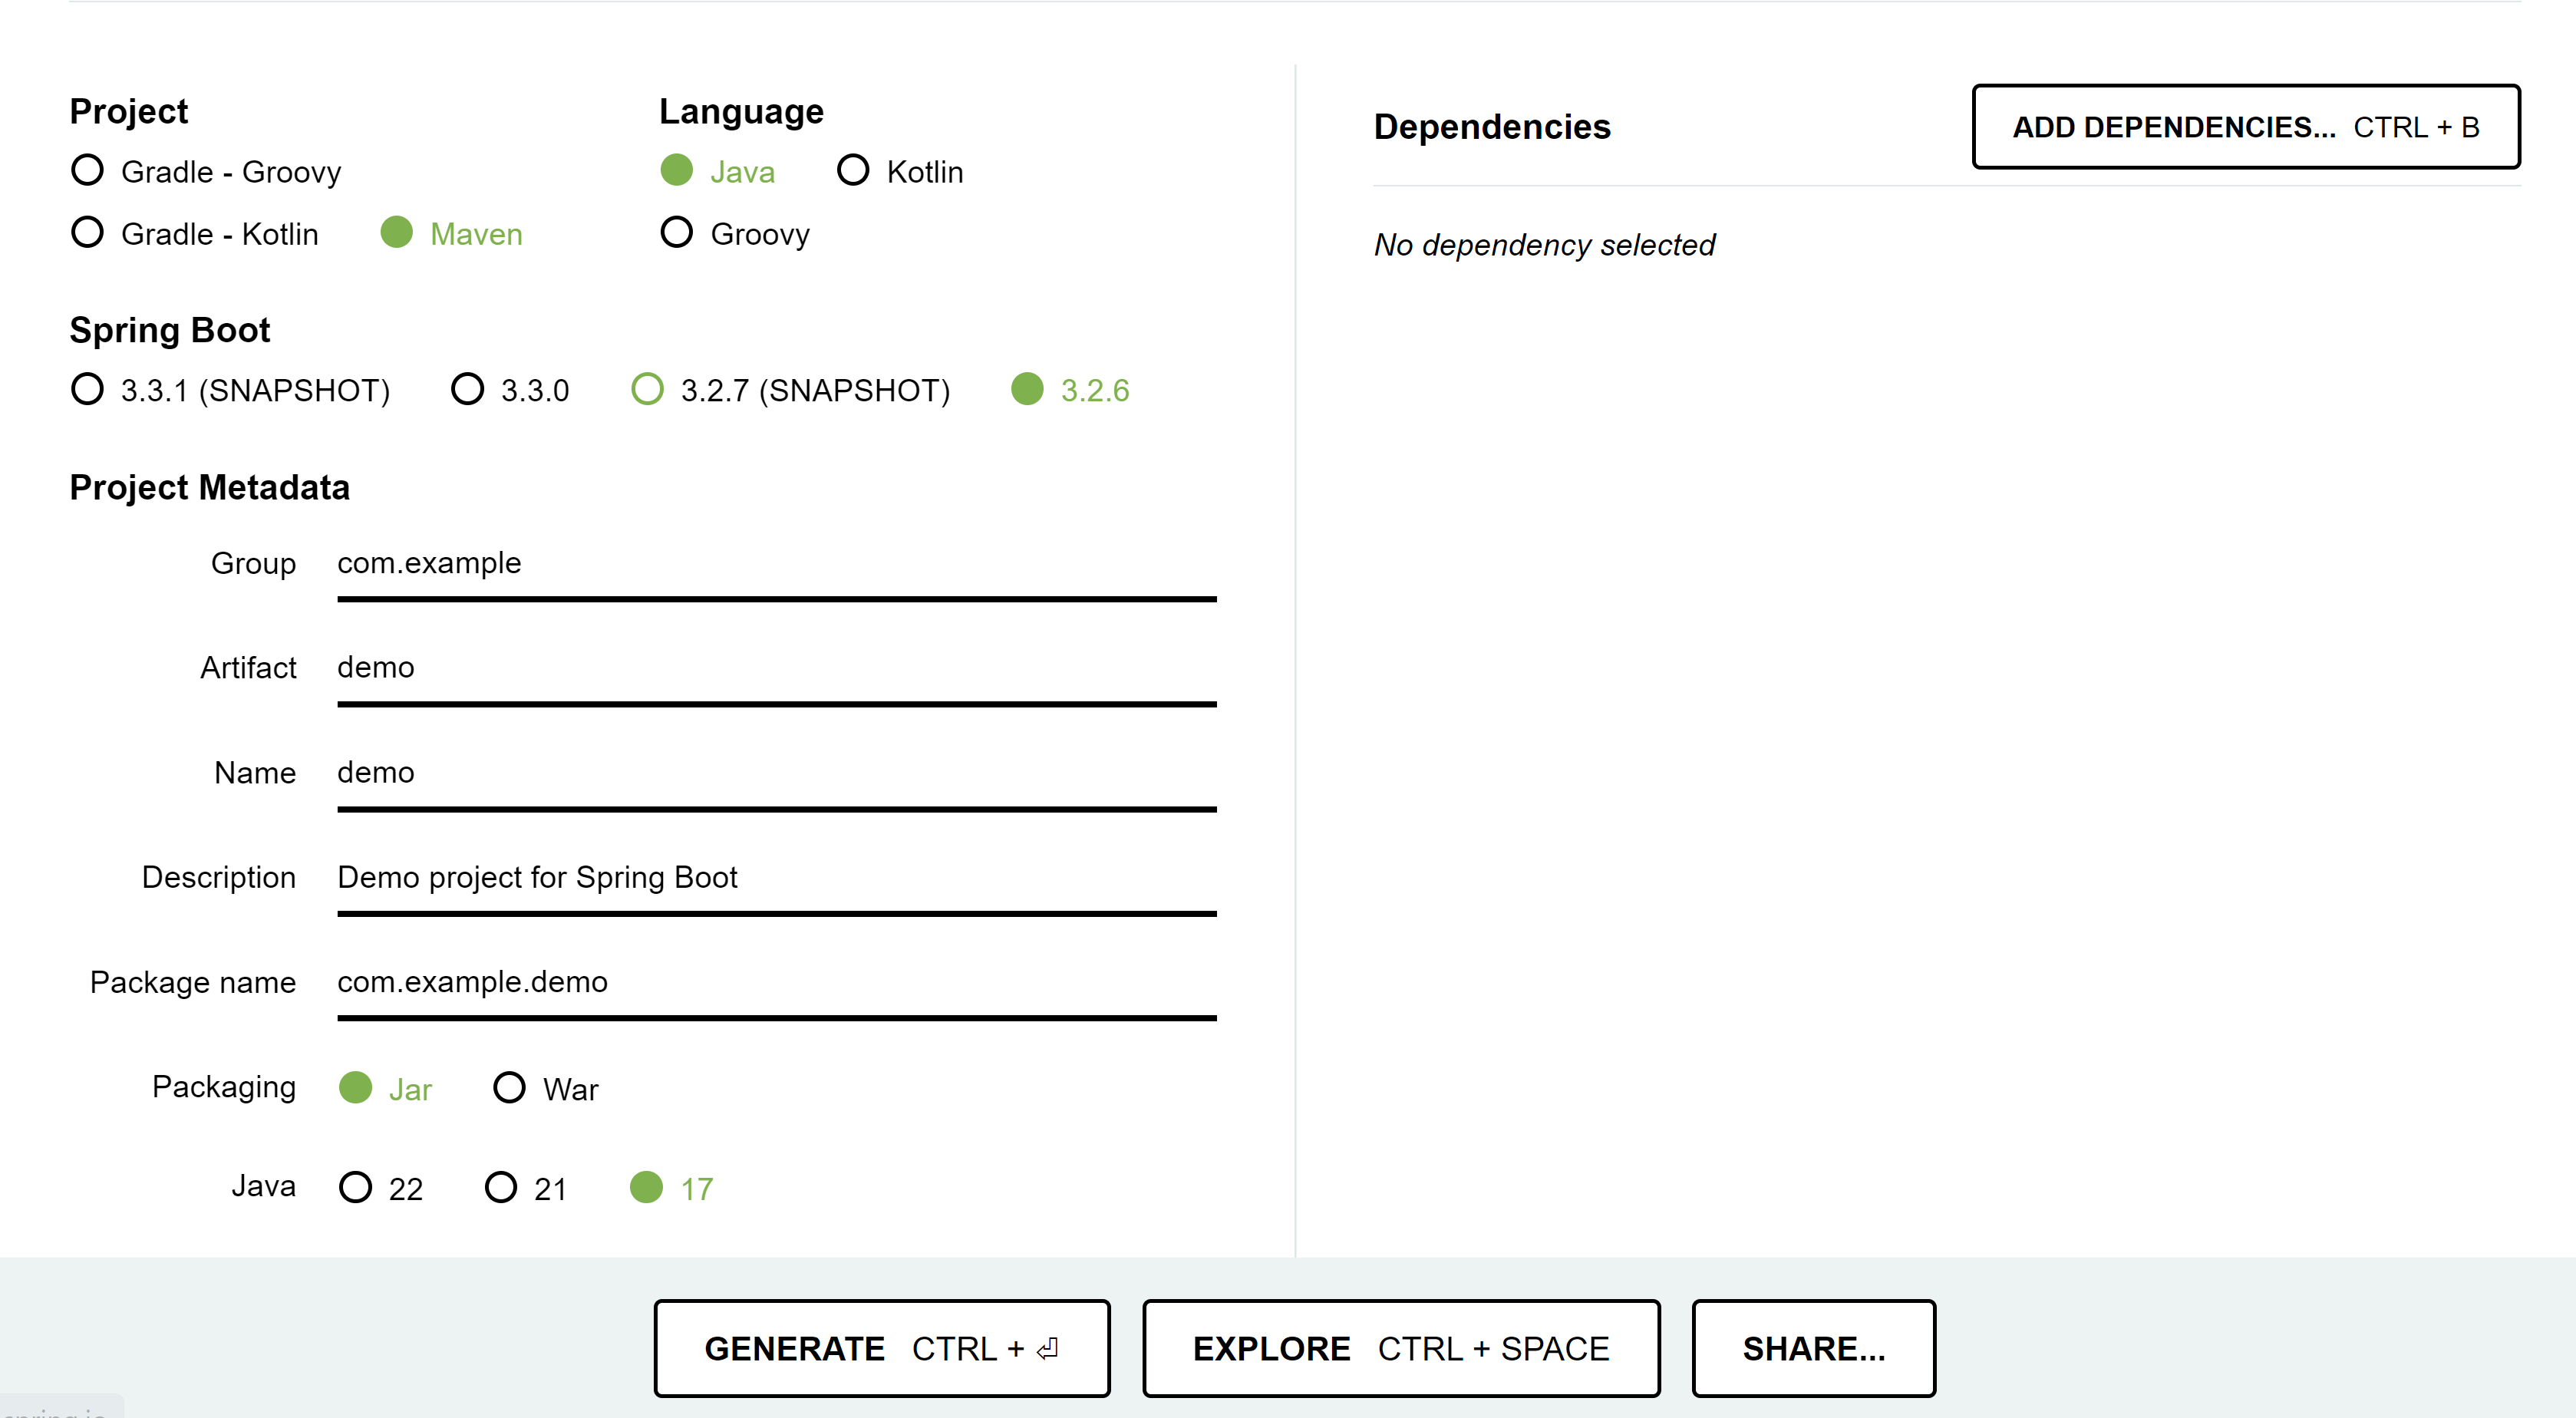 Project
Gradle - Groovy
Gradle - Kotlin Maven
Language
Java Kotlin
Groovy
Spring Boot
3.3.1 (SNAPSHOT) 3.3.0 3.2.7 (SNAPSHOT) 3.2.6
Project Metadata
Group com.example
Artifact demo
Name demo
Description Demo project for Spring Boot
Package name com.example.demo
Packaging Jar War
Java 22 21 17
Dependencies ADD DEPENDENCIES... CTRL + B
No dependency selected
GENERATE CTRL + ⏎ EXPLORE CTRL + SPACE SHARE...